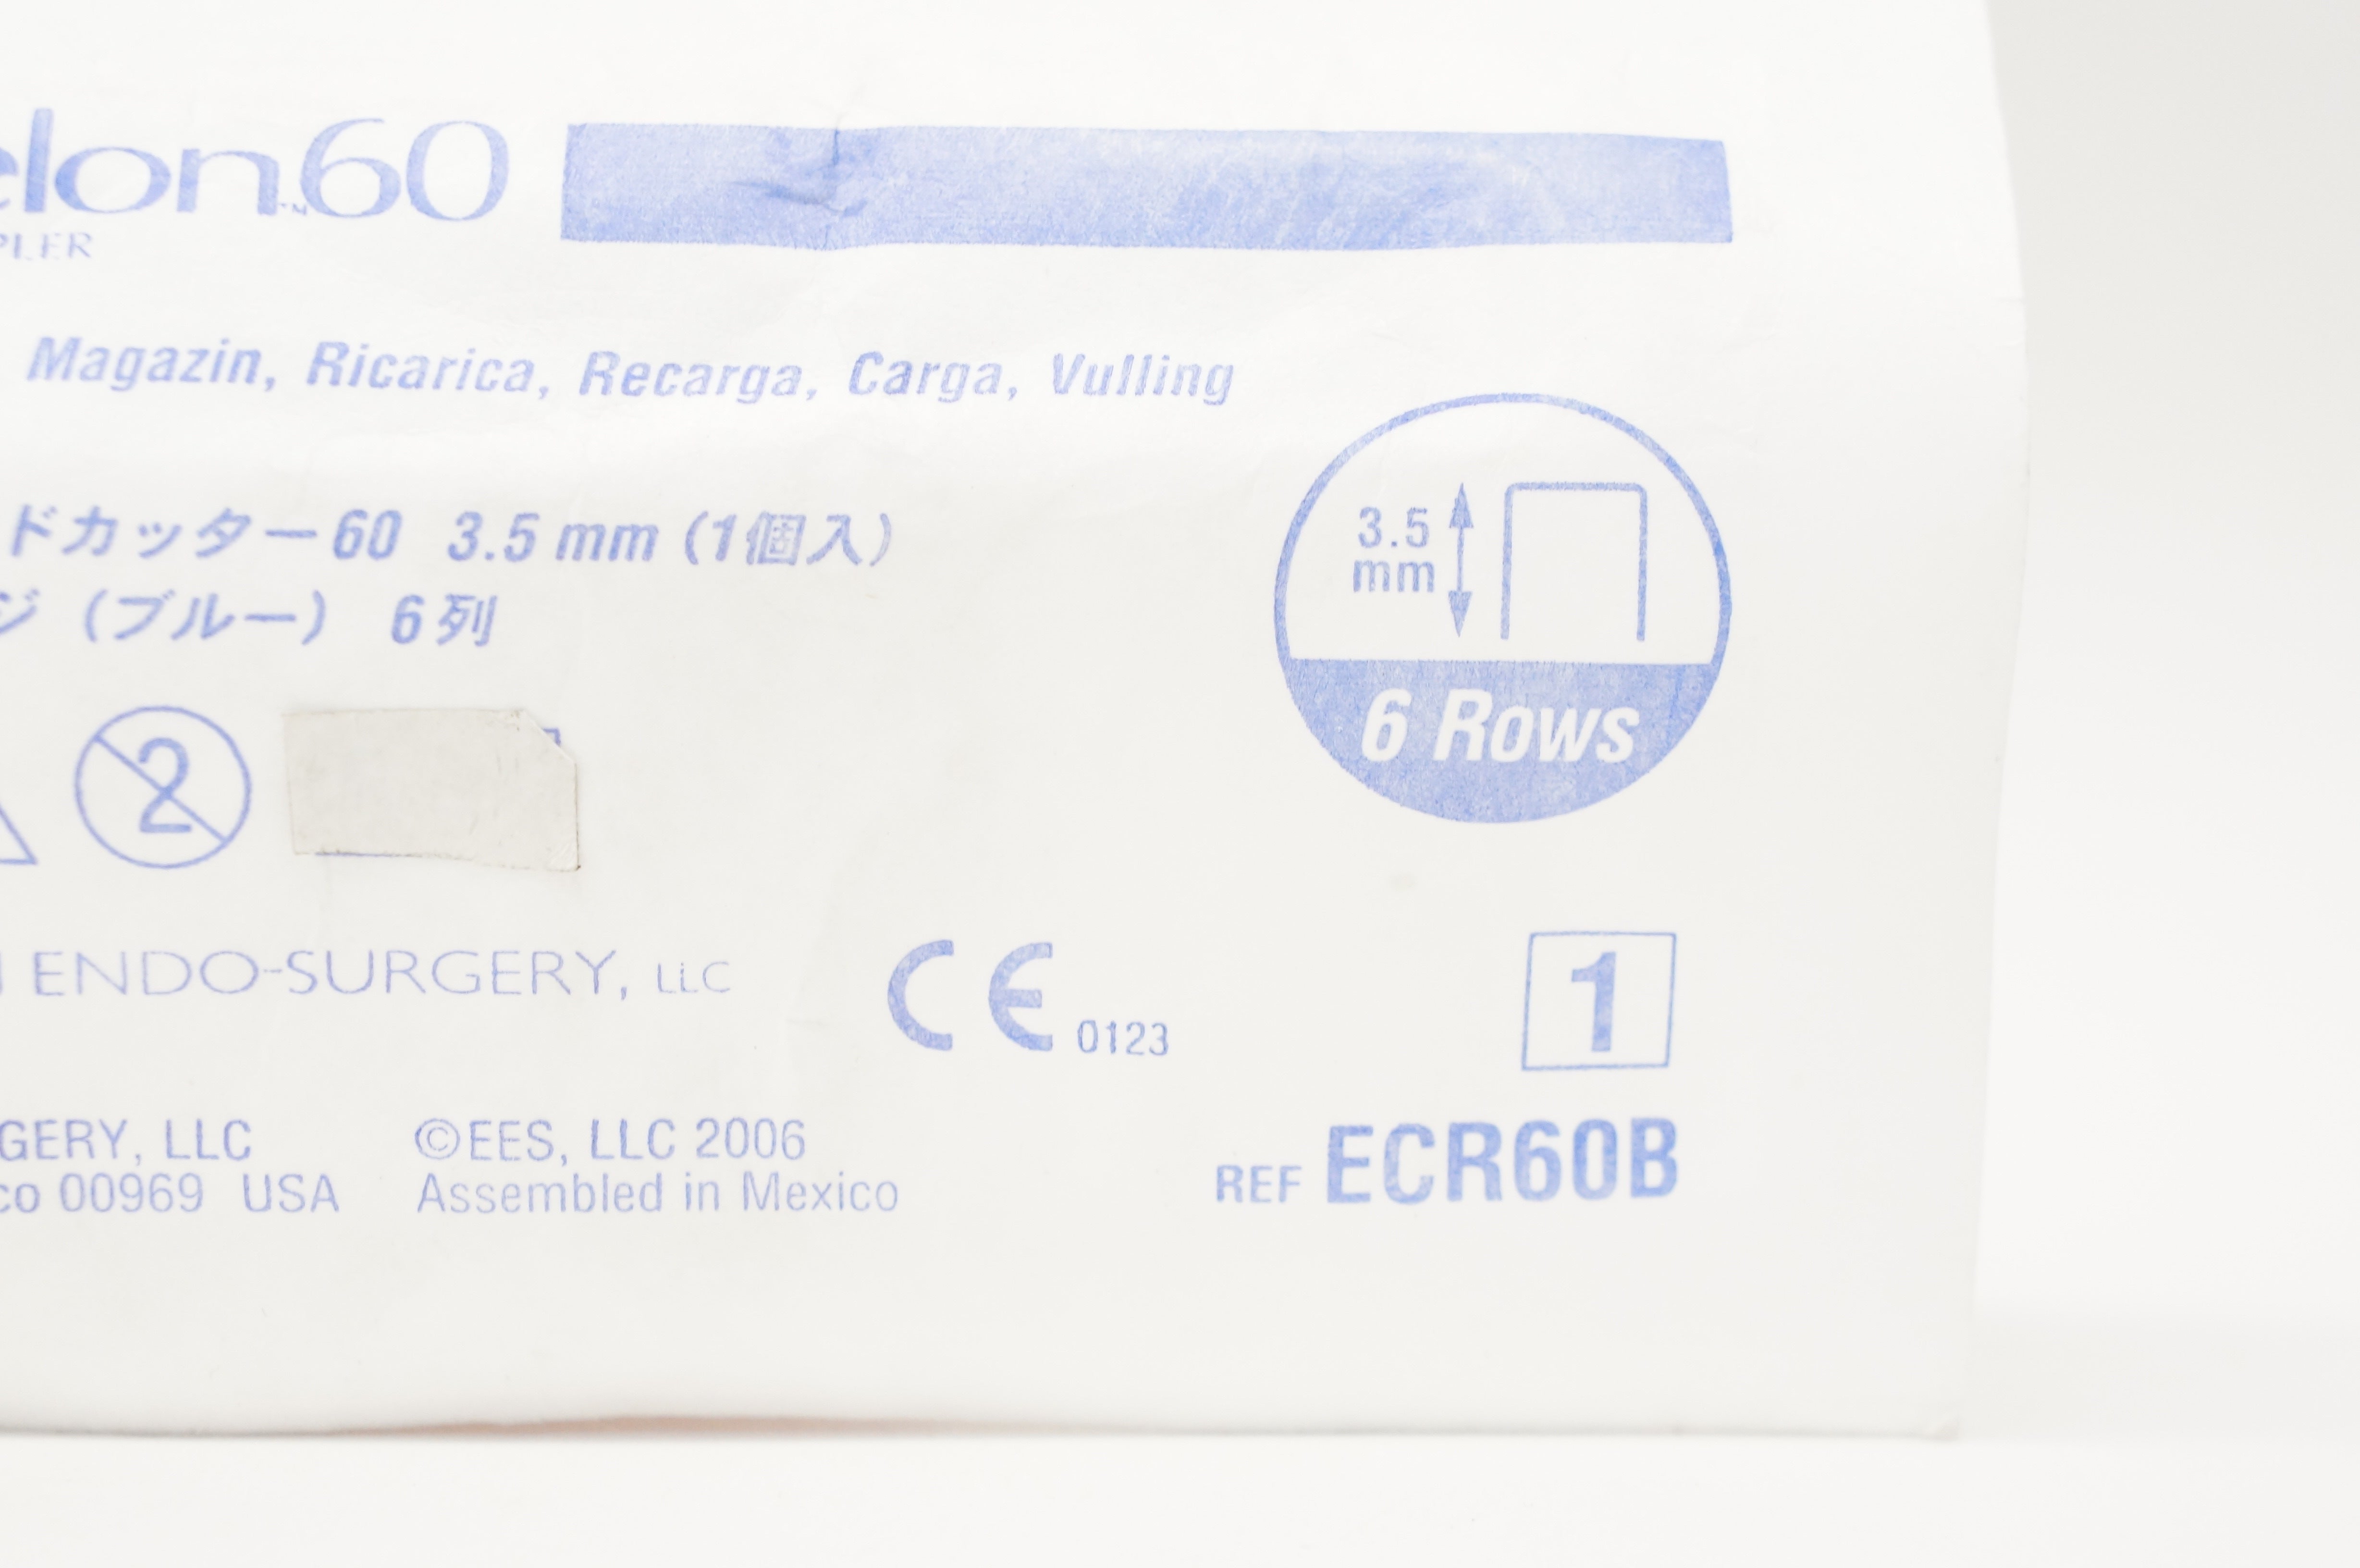 elon™60
PLER
Magazin, Ricarica, Recarga, Carga, Vulling
ドカッター60 3.5 mm (1個入)
ジ (ブルー) 6列
3.5
mm
6 Rows
2
ENDO-SURGERY, LLC
CE 0123
1
GERY, LLC
©EES, LLC 2006
co 00969 USA
Assembled in Mexico
REF ECR60B